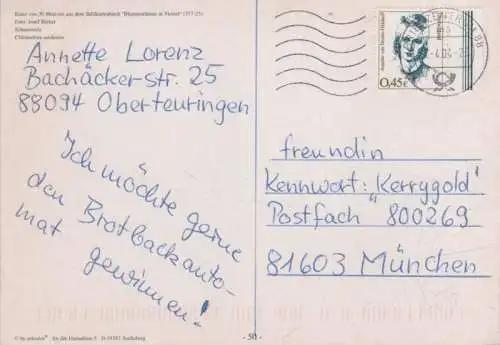 Annette Lorenz
Bachäcker-str. 25
88094 Oberteuringen
Ich möchte gerne
den Brotbackauto-
mat gewinnen!
0,45€
freundin
Kennwort: "Kerrygold"
Postfach 800269
81603 München
- 50 -